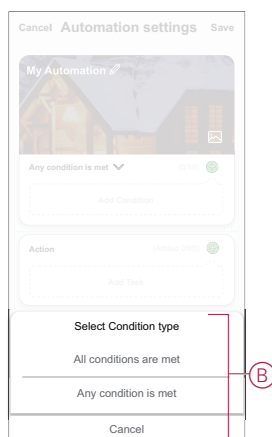 Cancel Automation settings Save
My Automation
Any condition is met
Add Condition
Action
Add Task
Select Condition type
All conditions are met
Any condition is met
Cancel
B